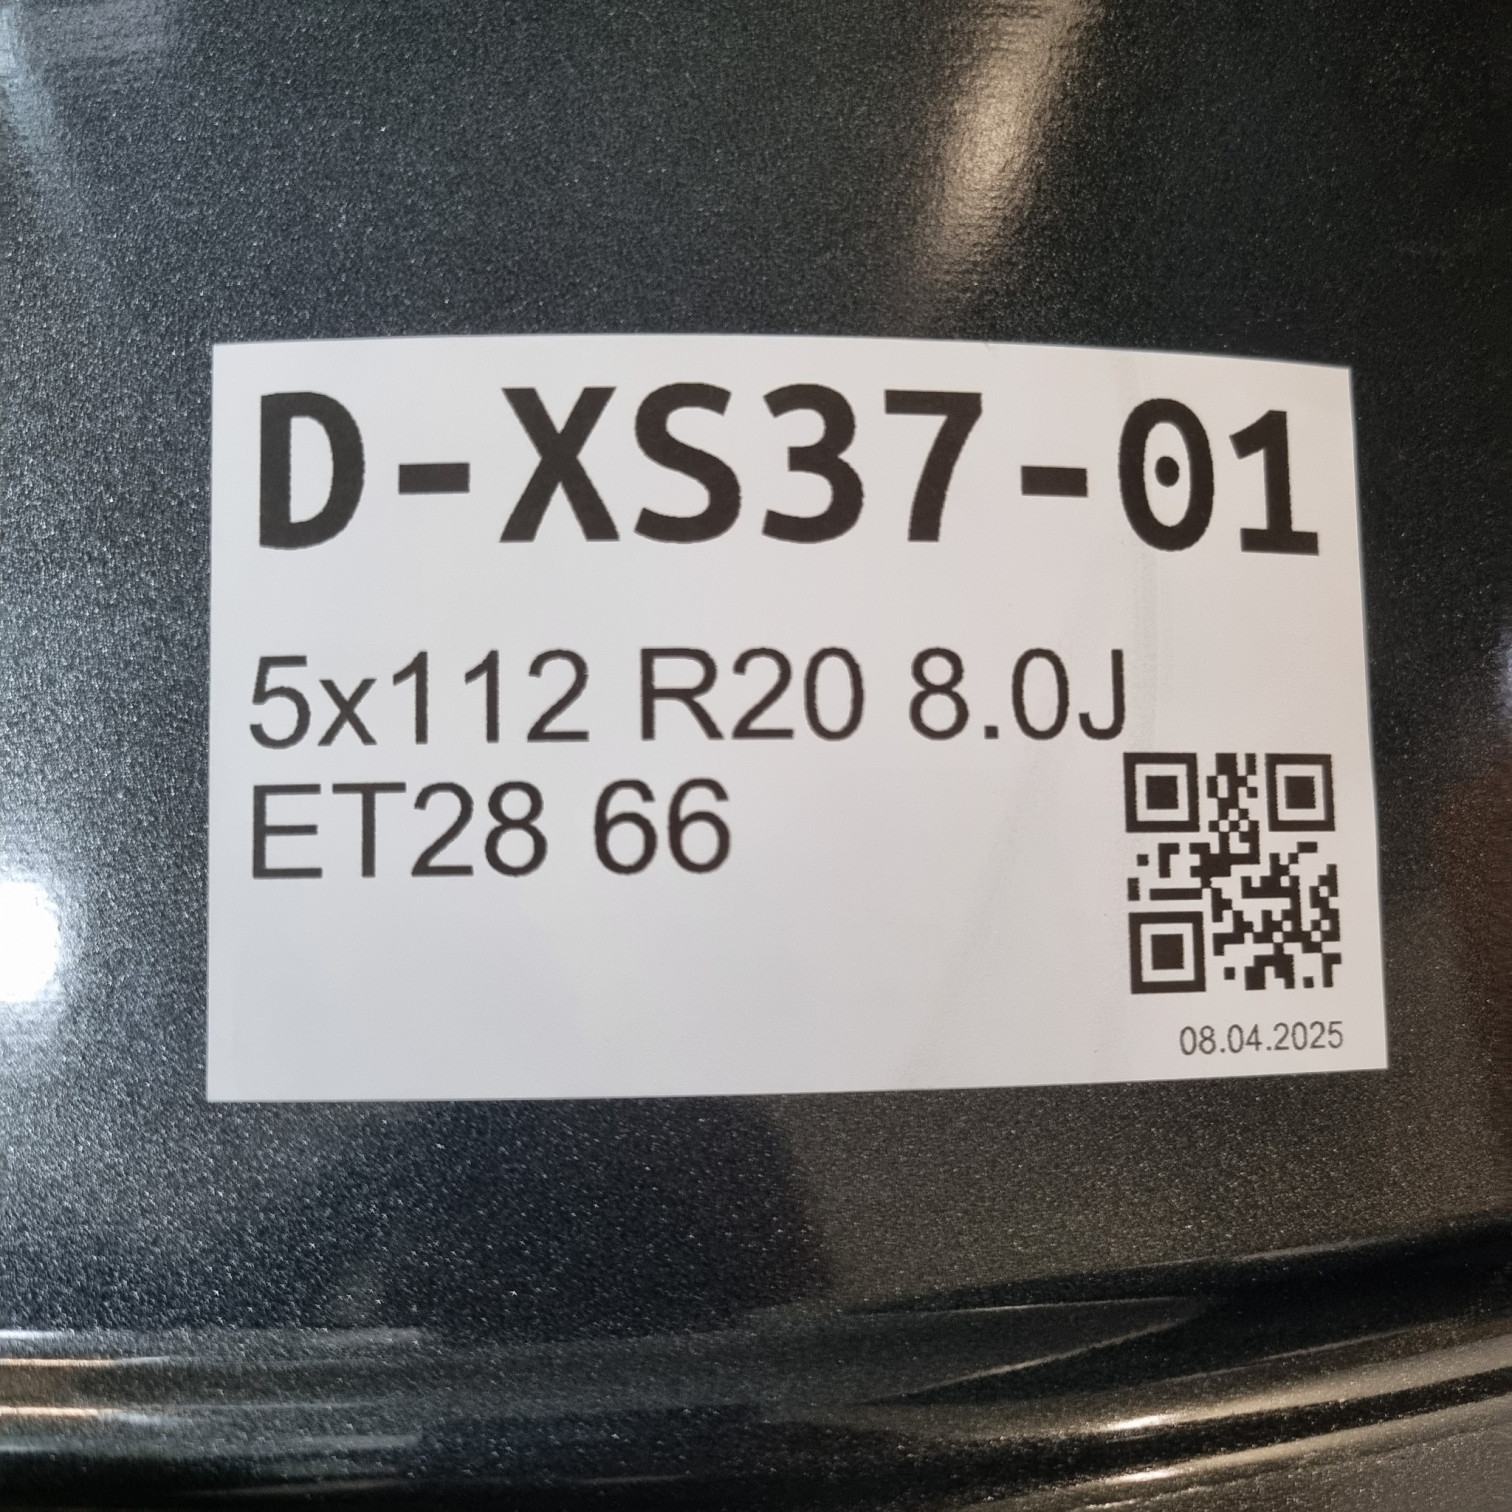 D-XS37-01
5x112 R20 8.0J
ET28 66
08.04.2025